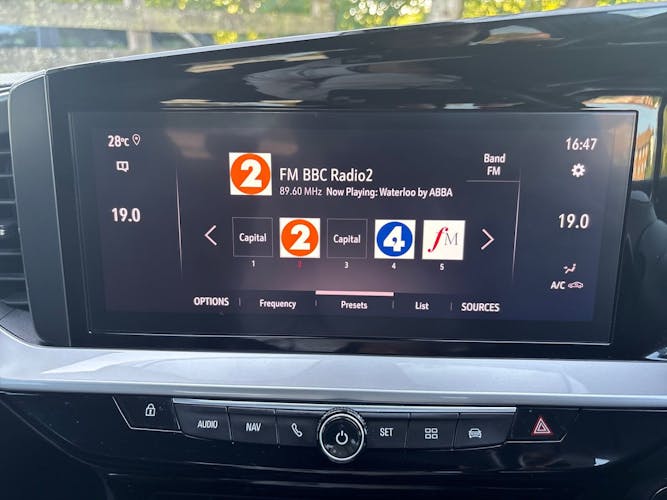 28°C
16:47
2
FM BBC Radio2
89.60 MHz Now Playing: Waterloo by ABBA
Band
FM
19.0
19.0
Capital 2 Capital 4 fM
1 2 3 4 5
A/C
OPTIONS Frequency Presets List SOURCES
AUDIO NAV SET